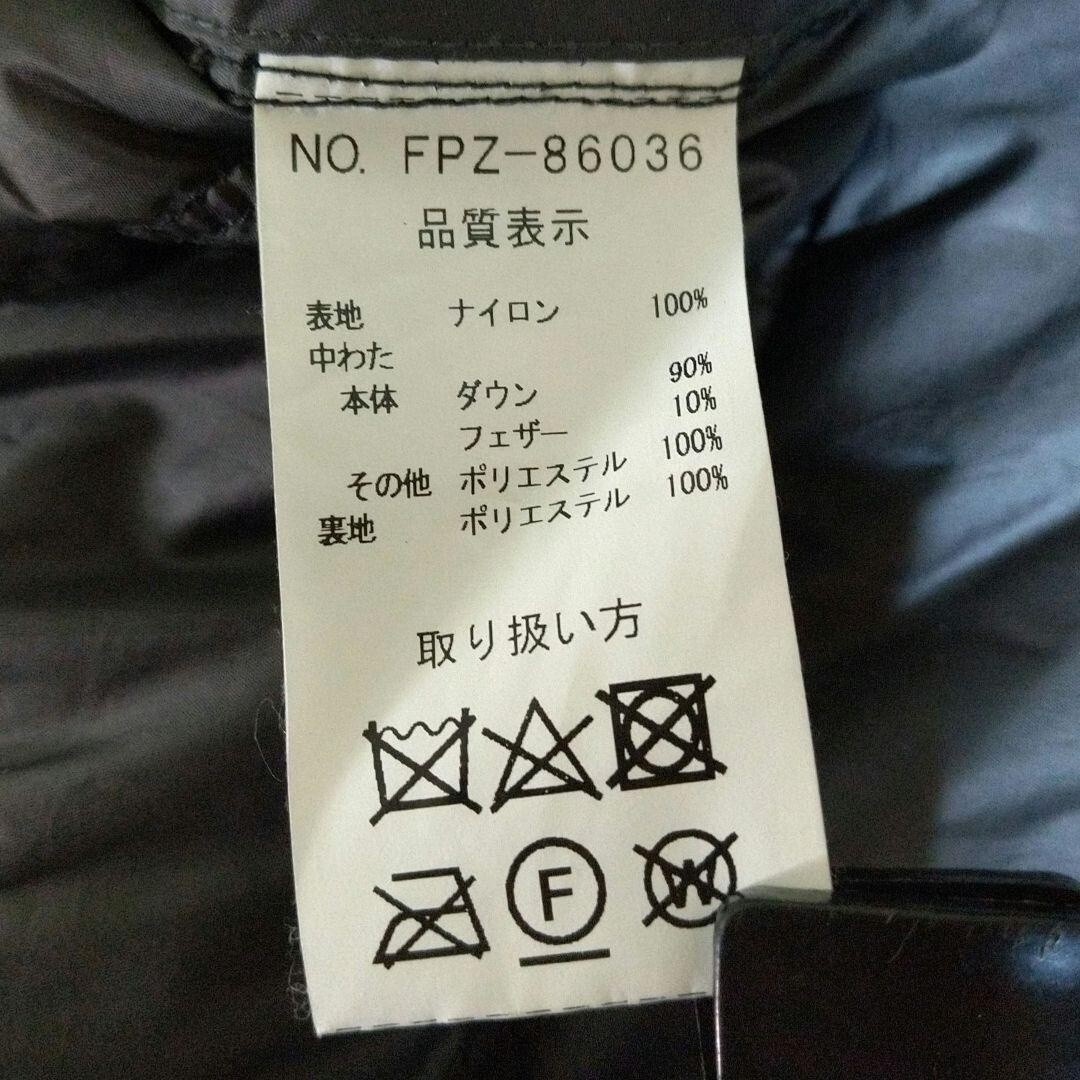 NO. FPZ-86036
品質表示
表地 ナイロン 100%
中わた
本体 ダウン 90%
フェザー 10%
その他 ポリエステル 100%
裏地 ポリエステル 100%
取り扱い方
F W